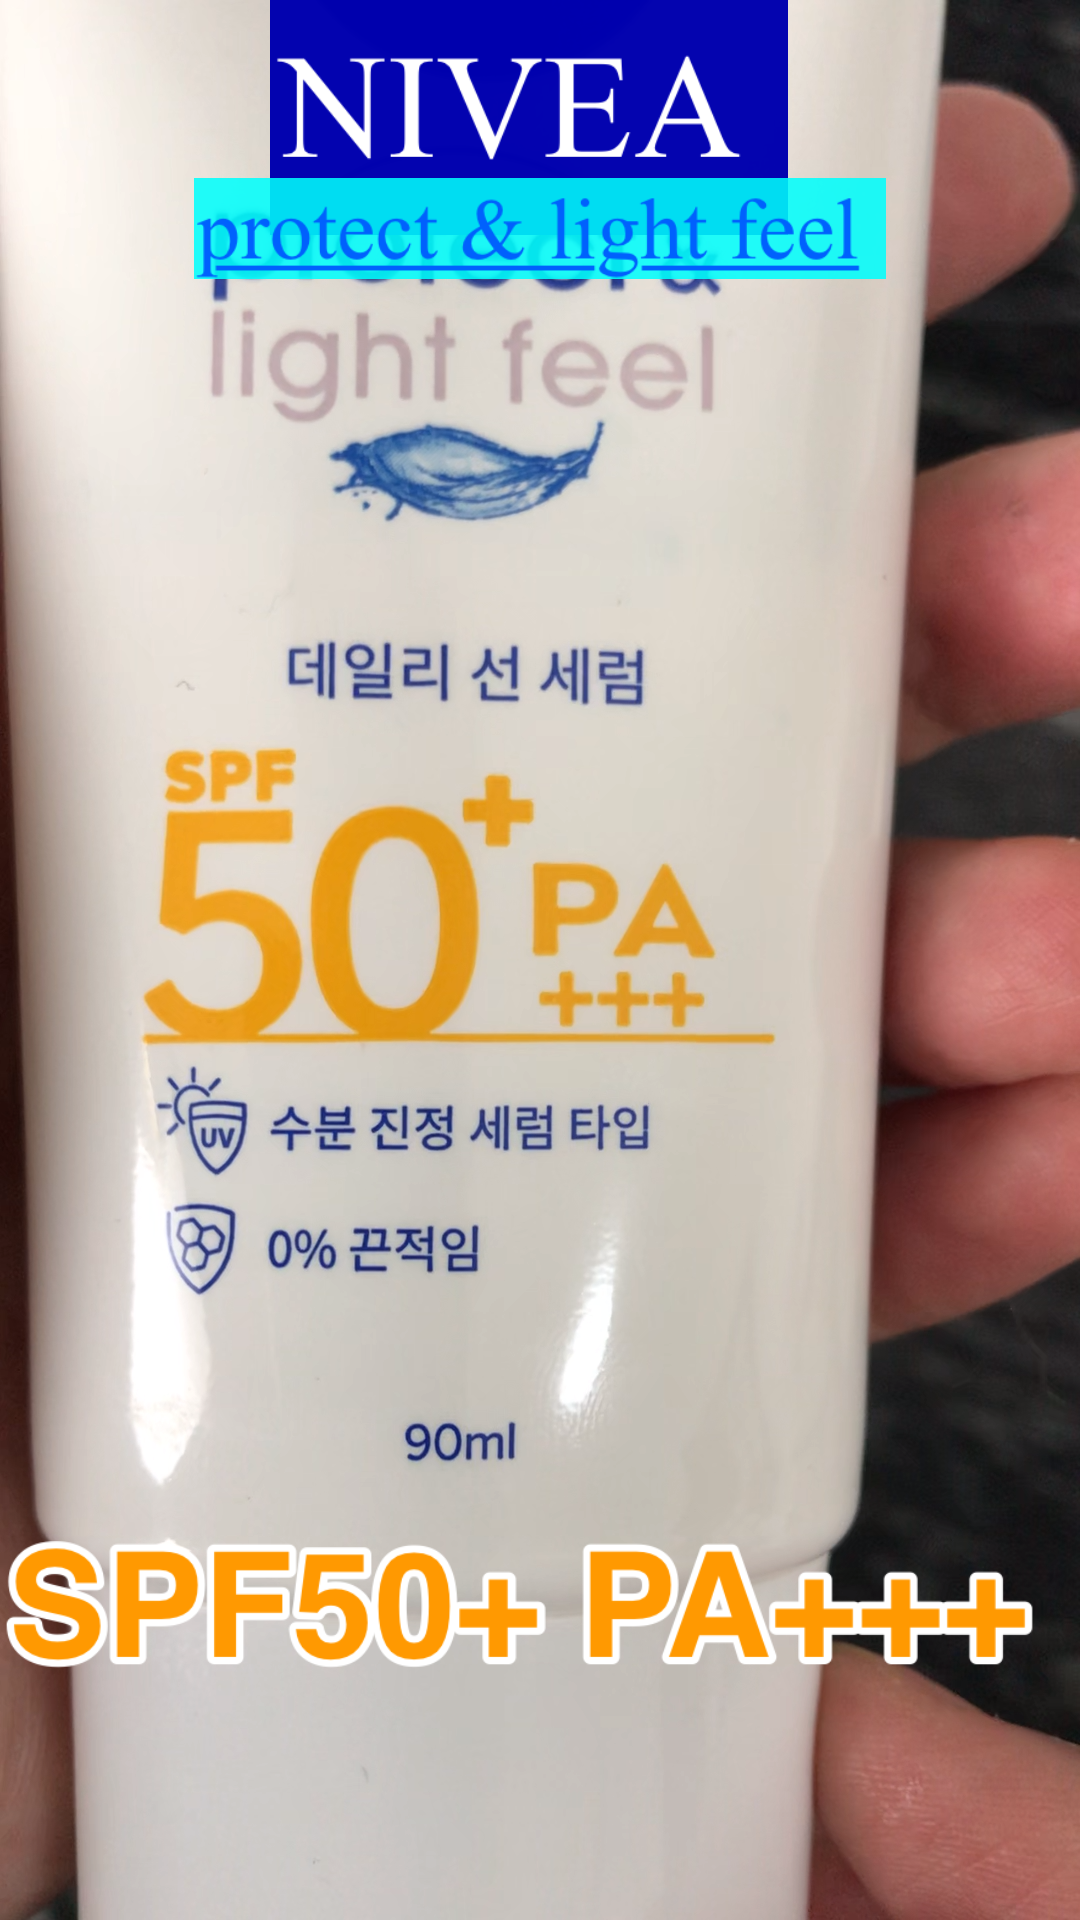 NIVEA
protect & light feel
light feel
데일리 선 세럼
SPF
50+
PA
+++
UV
수분 진정 세럼 타입
0% 끈적임
90ml
SPF50+ PA+++